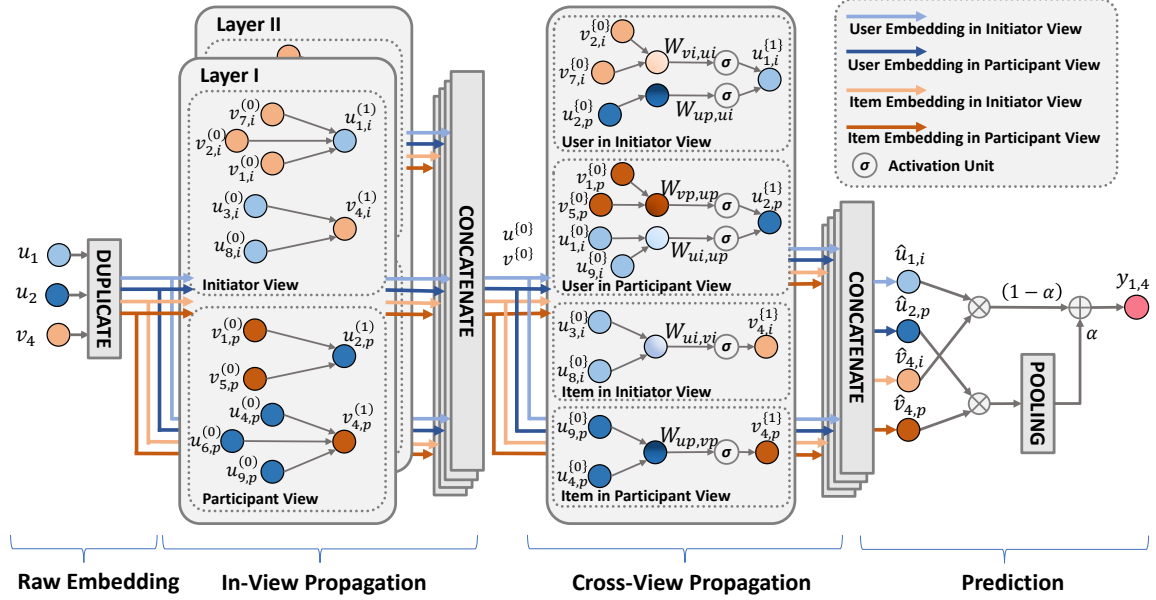 Layer II
Layer I
v_{7,i}^{(0)}
v_{2,i}^{(0)}
v_{1,i}^{(0)}
u_{1,i}^{(1)}
u_{3,i}^{(0)}
u_{8,i}^{(0)}
v_{4,i}^{(1)}
Initiator View
u_1
u_2
v_4
DUPLICATE
v_{1,p}^{(0)}
v_{5,p}^{(0)}
u_{2,p}^{(1)}
u_{4,p}^{(0)}
u_{6,p}^{(0)}
u_{9,p}^{(0)}
v_{4,p}^{(1)}
Participant View
CONCATENATE
u^{\{0\}}
v^{\{0\}}
v_{2,i}^{\{0\}}
v_{7,i}^{\{0\}}
u_{2,p}^{\{0\}}
W_{vi,ui}
σ
W_{up,ui}
σ
u_{1,i}^{\{1\}}
User in Initiator View
v_{1,p}^{\{0\}}
v_{5,p}^{\{0\}}
u_{1,i}^{\{0\}}
u_{9,i}^{\{0\}}
W_{vp,up}
σ
W_{ui,up}
σ
u_{2,p}^{\{1\}}
User in Participant View
u_{3,i}^{\{0\}}
u_{8,i}^{\{0\}}
W_{ui,vi}
σ
v_{4,i}^{\{1\}}
Item in Initiator View
u_{9,p}^{\{0\}}
u_{4,p}^{\{0\}}
W_{up,vp}
σ
v_{4,p}^{\{1\}}
Item in Participant View
CONCATENATE
User Embedding in Initiator View
User Embedding in Participant View
Item Embedding in Initiator View
Item Embedding in Participant View
σ Activation Unit
û_{1,i}
û_{2,p}
v̂_{4,i}
v̂_{4,p}
(1 − α)
POOLING
α
y_{1,4}
Raw Embedding
In-View Propagation
Cross-View Propagation
Prediction